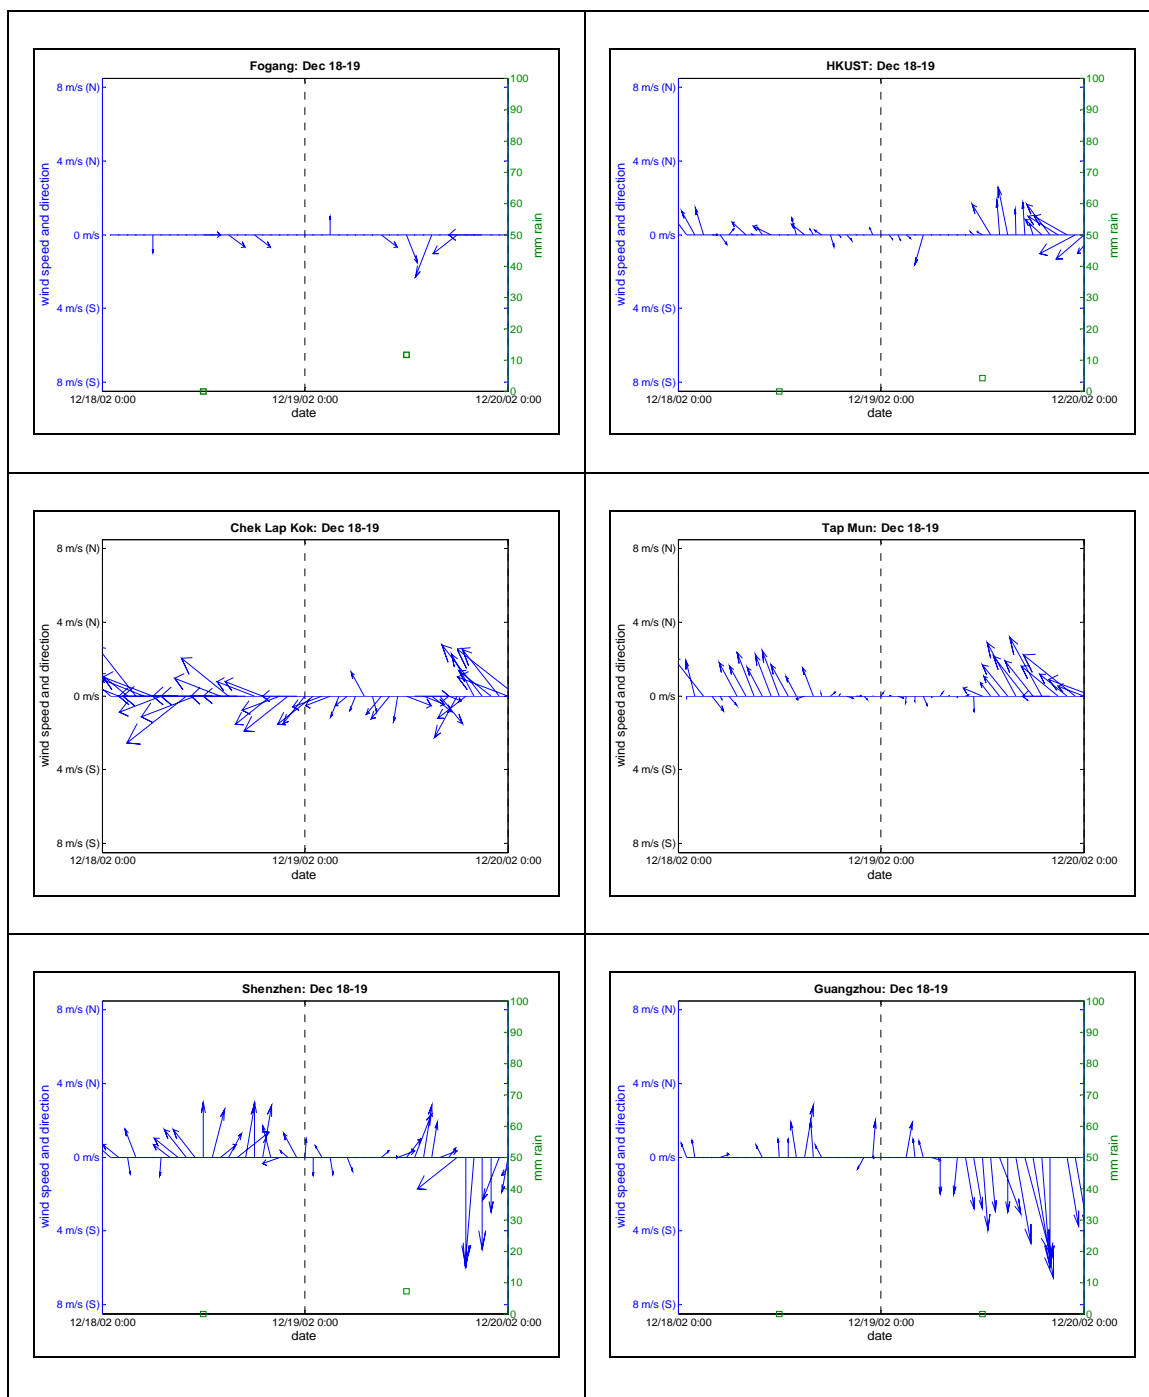 Fogang: Dec 18-19
8 m/s (N)
4 m/s (N)
0 m/s
4 m/s (S)
8 m/s (S)
wind speed and direction
100
90
80
70
60
50
40
30
20
10
0
mm rain
12/18/02 0:00
12/19/02 0:00
12/20/02 0:00
date
HKUST: Dec 18-19
8 m/s (N)
4 m/s (N)
0 m/s
4 m/s (S)
8 m/s (S)
wind speed and direction
100
90
80
70
60
50
40
30
20
10
0
mm rain
12/18/02 0:00
12/19/02 0:00
12/20/02 0:00
date
Chek Lap Kok: Dec 18-19
8 m/s (N)
4 m/s (N)
0 m/s
4 m/s (S)
8 m/s (S)
wind speed and direction
12/18/02 0:00
12/19/02 0:00
12/20/02 0:00
date
Tap Mun: Dec 18-19
8 m/s (N)
4 m/s (N)
0 m/s
4 m/s (S)
8 m/s (S)
wind speed and direction
12/18/02 0:00
12/19/02 0:00
12/20/02 0:00
date
Shenzhen: Dec 18-19
8 m/s (N)
4 m/s (N)
0 m/s
4 m/s (S)
8 m/s (S)
wind speed and direction
100
90
80
70
60
50
40
30
20
10
0
mm rain
12/18/02 0:00
12/19/02 0:00
12/20/02 0:00
date
Guangzhou: Dec 18-19
8 m/s (N)
4 m/s (N)
0 m/s
4 m/s (S)
8 m/s (S)
wind speed and direction
100
90
80
70
60
50
40
30
20
10
0
mm rain
12/18/02 0:00
12/19/02 0:00
12/20/02 0:00
date